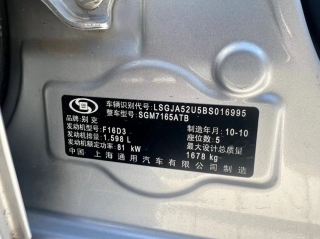 车辆识别代号: LSGJA52U5BS016995
整车型号: SGM7165ATB
品牌: 别克
发动机型号: F16D3
制造年月: 10-10
发动机排量: 1.598 L
座位数: 5
发动机额定功率: 81 kW
最大设计总质量
1678 kg
中国 上海通用汽车有限公司